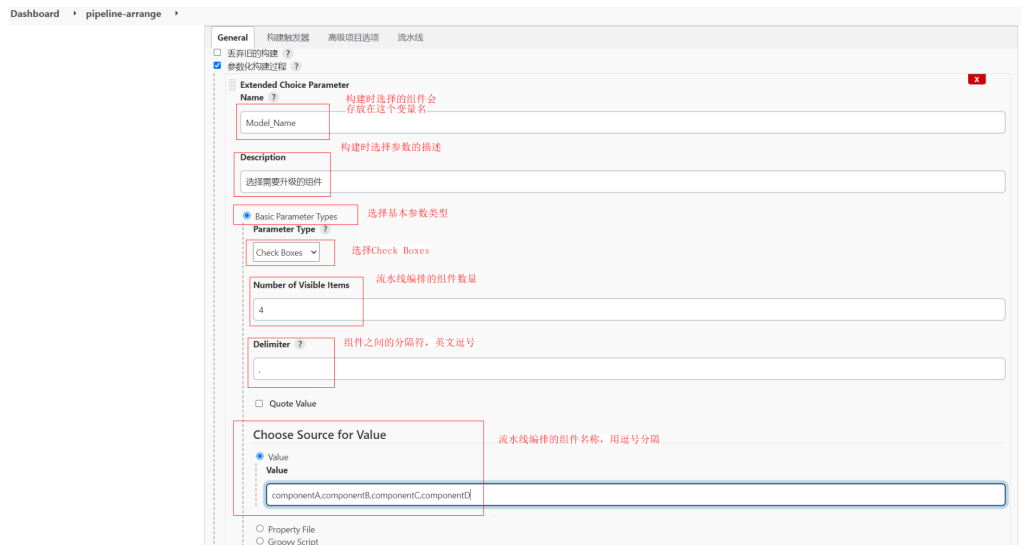 Dashboard
pipeline-arrange
General 构建触发器 高级项目选项 流水线
丢弃旧的构建 ?
参数化构建过程 ?
Extended Choice Parameter
X
Name ?
构建时选择的组件会
存放在这个变量名
Model_Name
构建时选择参数的描述
Description
选择需要升级的组件
Basic Parameter Types
选择基本参数类型
Parameter Type ?
Check Boxes
选择Check Boxes
流水线编排的组件数量
Number of Visible Items
4
Delimiter ?
组件之间的分隔符，英文逗号
,
Quote Value
Choose Source for Value
流水线编排的组件名称，用逗号分隔
Value
Value
componentA,componentB,componentC,componentD
Property File
Groovy Script